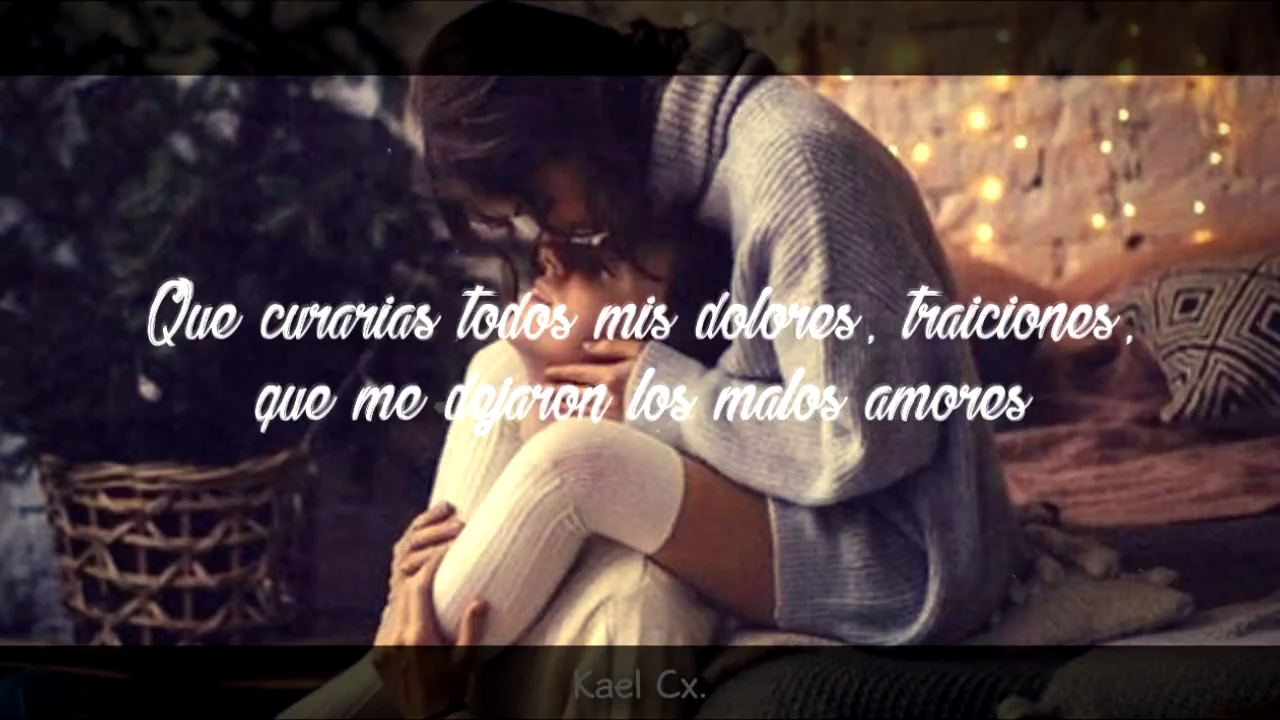 Que curarias todos mis dolores, traiciones,
que me dejaron los malos amores
Kael Cx.